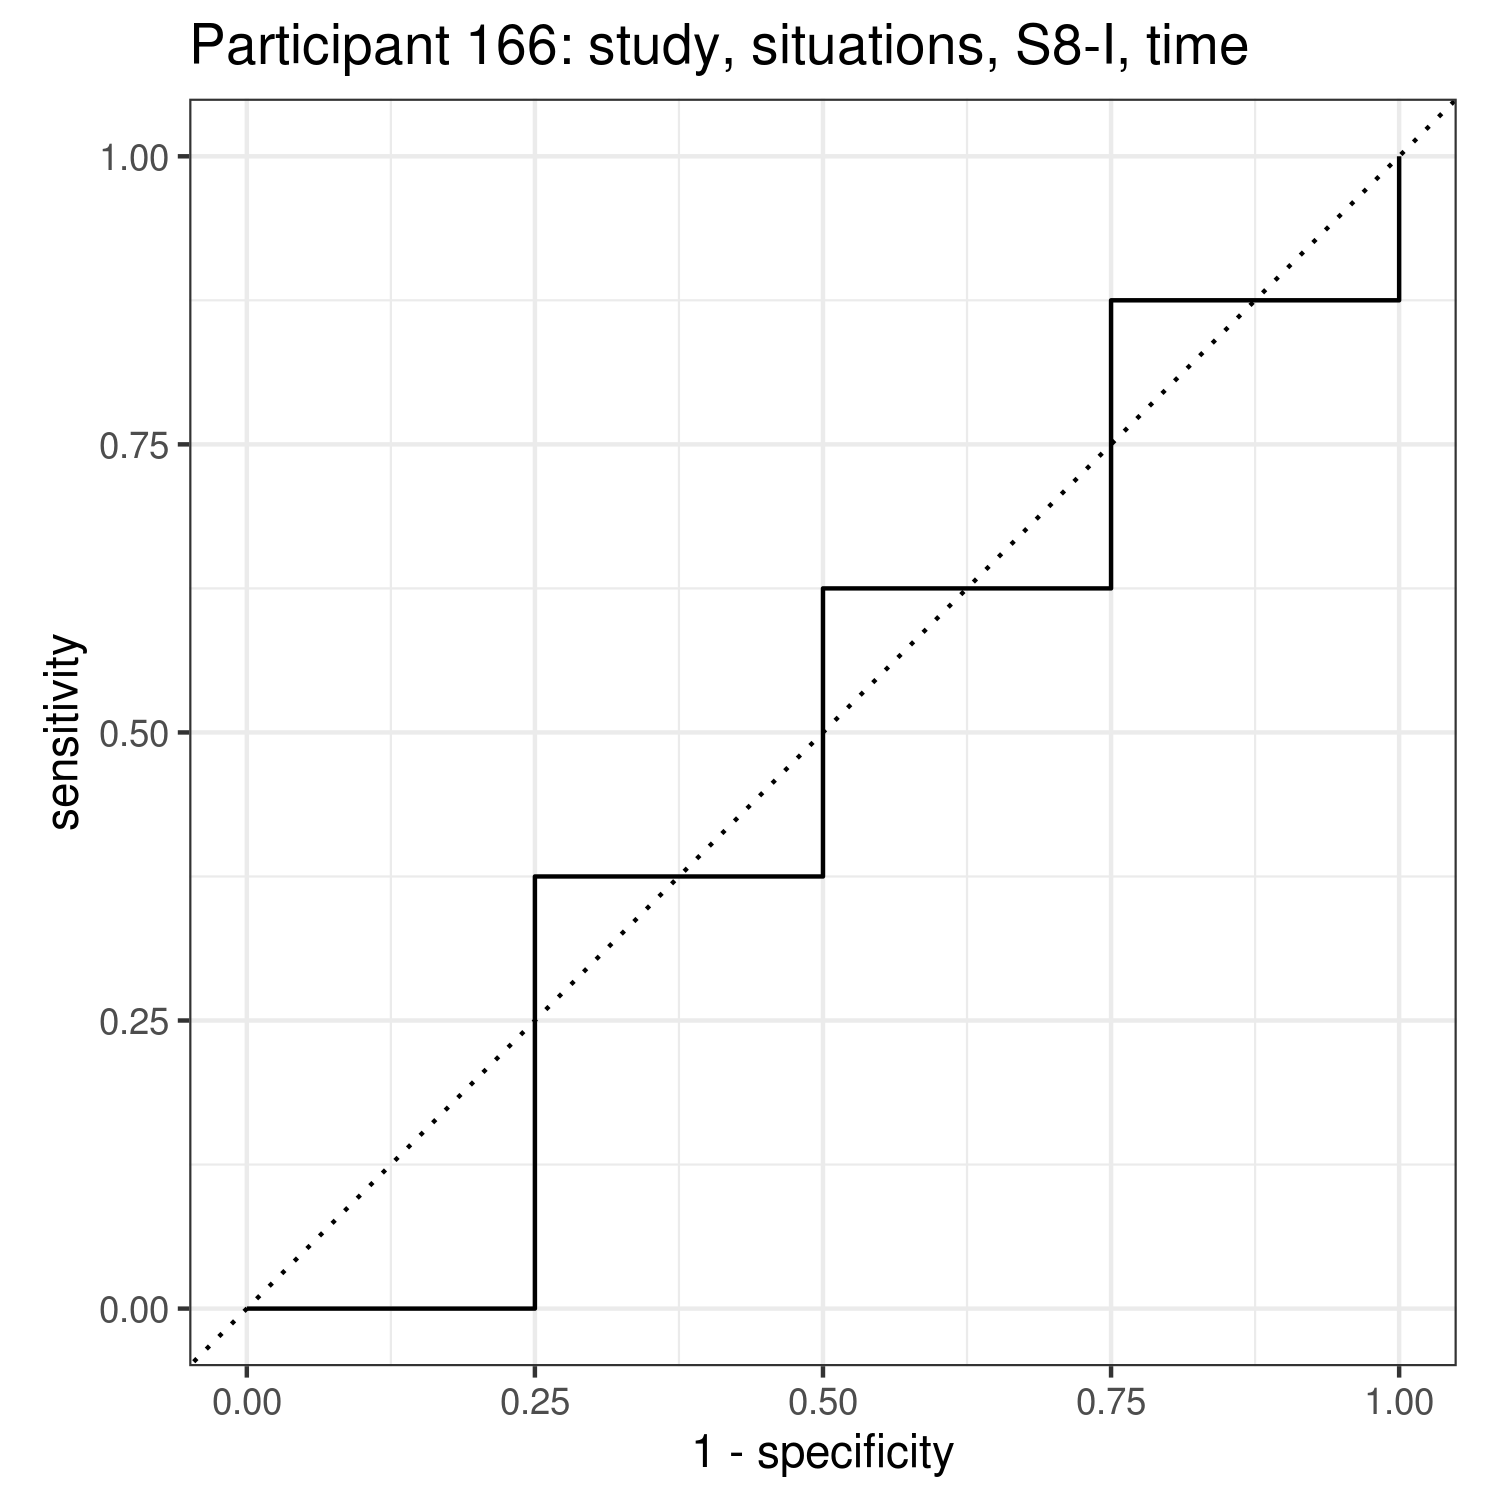 Participant 166: study, situations, S8-I, time
1.00
0.75
0.50
0.25
0.00
sensitivity
0.00 0.25 0.50 0.75 1.00
1 - specificity